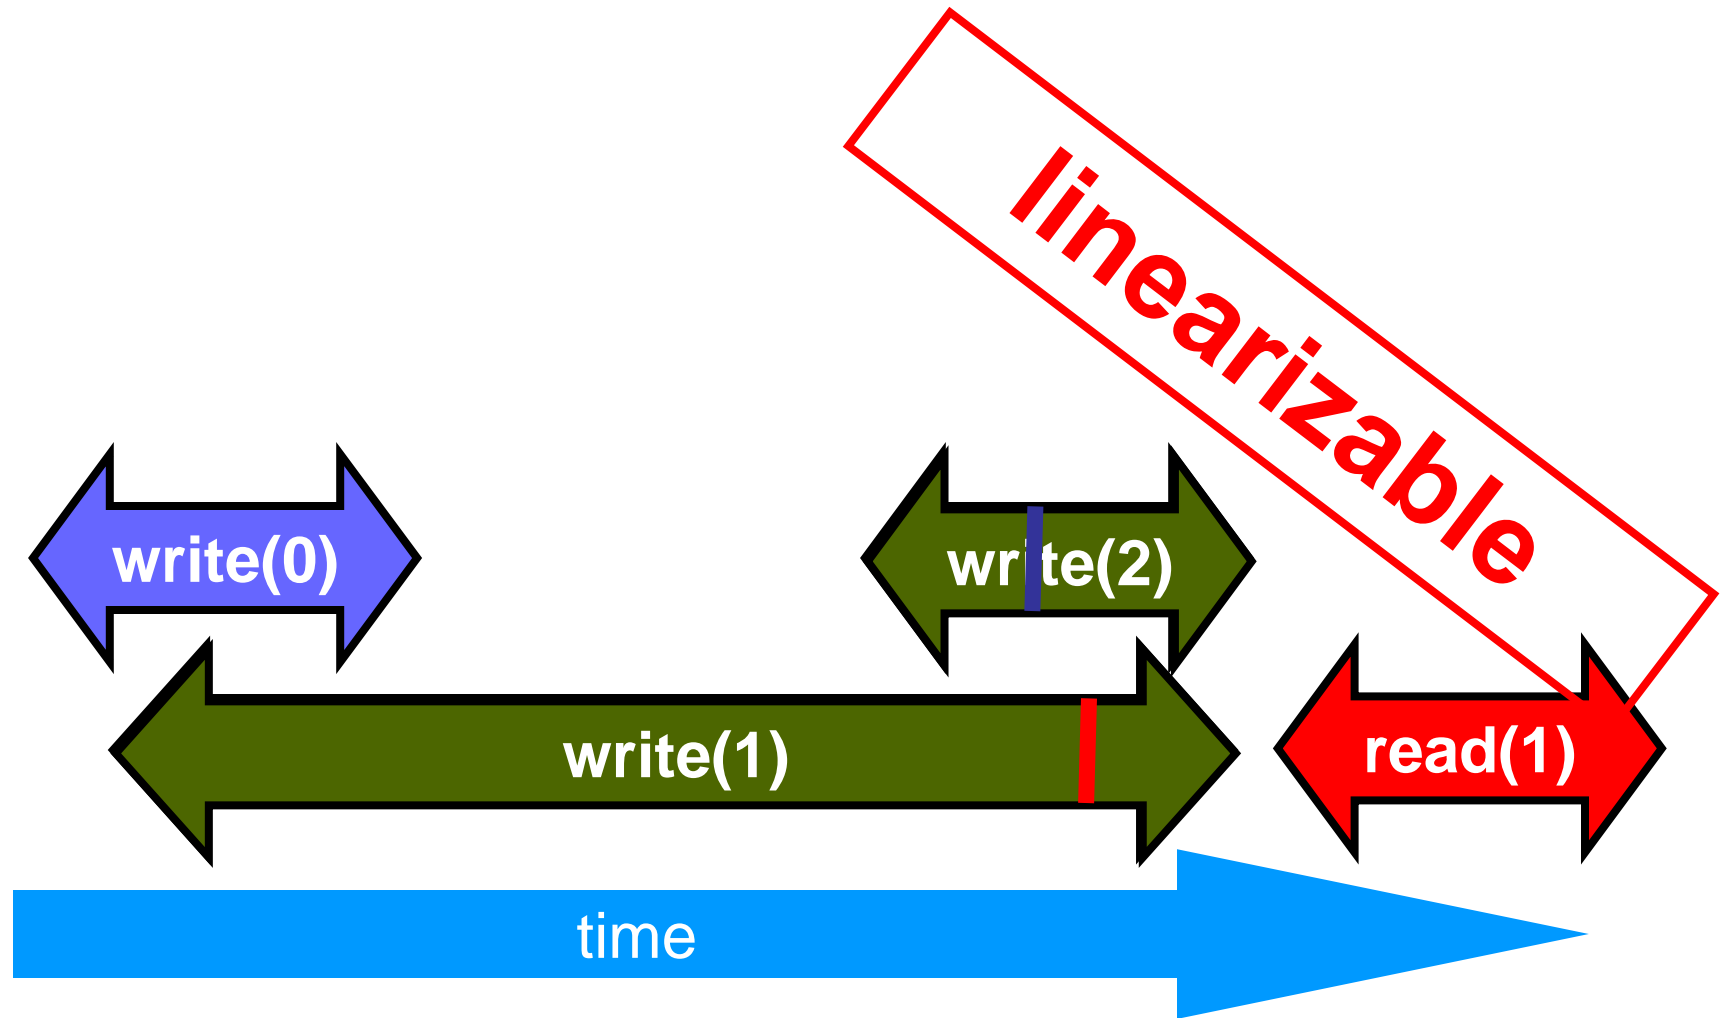 linearizable
write(0)
write(2)
write(1)
read(1)
time